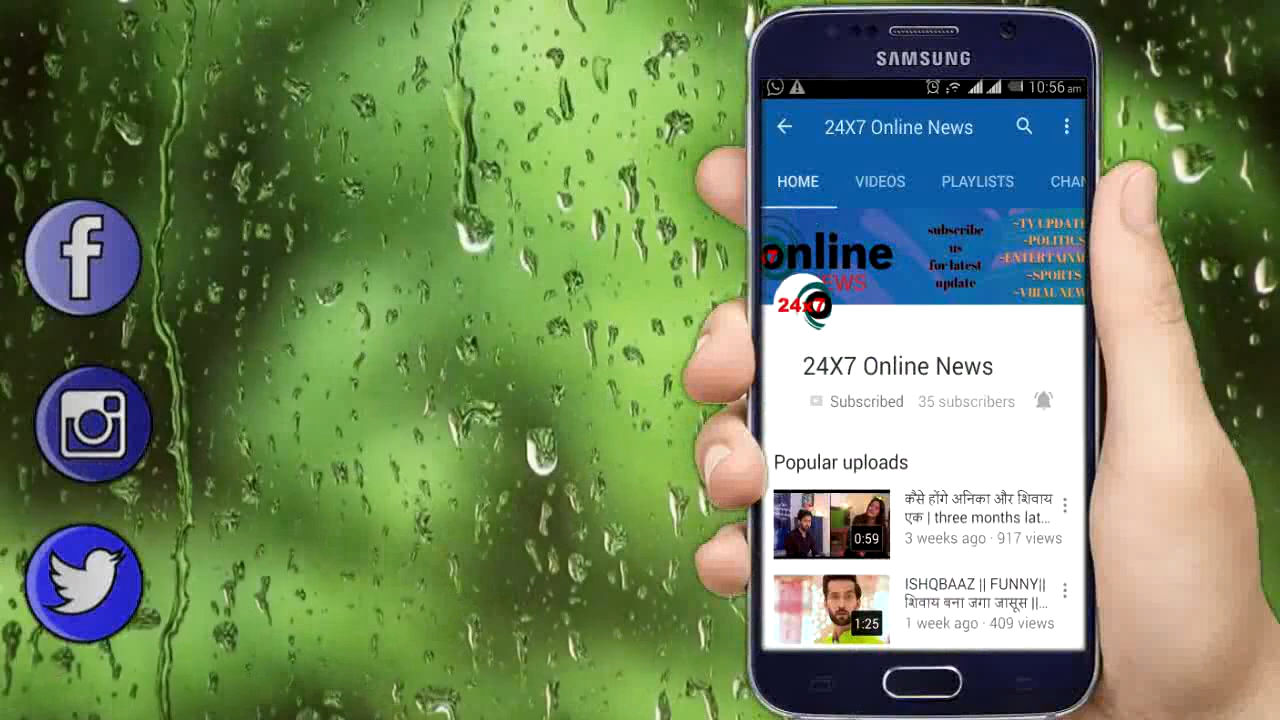 SAMSUNG
10:56 am
24X7 Online News
HOME VIDEOS PLAYLISTS CHAN
online
NEWS
24x7
subscribe
us
for latest
update
~TV UPDATE
~POLITICS
~ENTERTAINM
~SPORTS
~VIRAL NEW
24X7 Online News
Subscribed 35 subscribers
Popular uploads
कैसे होंगे अनिका और शिवाय
एक | three months lat...
3 weeks ago · 917 views
0:59
ISHQBAAZ || FUNNY||
शिवाय बना जगा जासूस ||...
1 week ago · 409 views
1:25